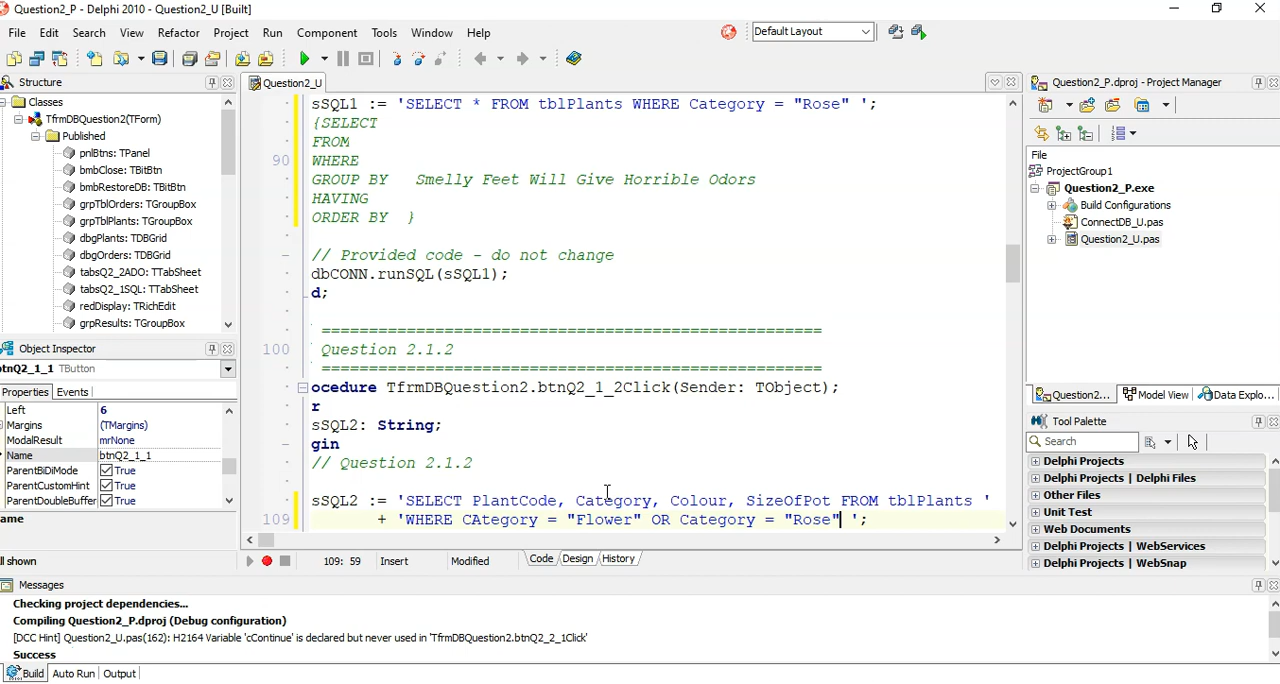 Question2_P - Delphi 2010 - Question2_U [Built]
File Edit Search View Refactor Project Run Component Tools Window Help
Default Layout
Structure
Question2_U
Question2_P.dproj - Project Manager
Classes
TfrmDBQuestion2(TForm)
Published
pnlBtns: TPanel
bmbClose: TBitBtn
bmbRestoreDB: TBitBtn
grpTblOrders: TGroupBox
grpTblPlants: TGroupBox
dbgPlants: TDBGrid
dbgOrders: TDBGrid
tabsQ2_2ADO: TTabSheet
tabsQ2_1SQL: TTabSheet
redDisplay: TRichEdit
grpResults: TGroupBox
Object Inspector
tnQ2_1_1 TButton
Properties Events
Left 6
Margins (TMargins)
ModalResult mrNone
Name btnQ2_1_1
ParentBiDiMode True
ParentCustomHint True
ParentDoubleBuffer True
ame
ll shown
sSQL1 := 'SELECT * FROM tblPlants WHERE Category = "Rose" ';
{SELECT
FROM
90 WHERE
GROUP BY Smelly Feet Will Give Horrible Odors
HAVING
ORDER BY }
// Provided code - do not change
dbCONN.runSQL(sSQL1);
d;
======================================================
100 Question 2.1.2
======================================================
ocedure TfrmDBQuestion2.btnQ2_1_2Click(Sender: TObject);
r
sSQL2: String;
gin
// Question 2.1.2
sSQL2 := 'SELECT PlantCode, Category, Colour, SizeOfPot FROM tblPlants '
109 + 'WHERE CAtegory = "Flower" OR Category = "Rose" ';
109: 59 Insert Modified Code Design History
File
ProjectGroup1
Question2_P.exe
Build Configurations
ConnectDB_U.pas
Question2_U.pas
Question2... Model View Data Explo...
Tool Palette
Search
Delphi Projects
Delphi Projects | Delphi Files
Other Files
Unit Test
Web Documents
Delphi Projects | WebServices
Delphi Projects | WebSnap
Messages
Checking project dependencies...
Compiling Question2_P.dproj (Debug configuration)
[DCC Hint] Question2_U.pas(162): H2164 Variable 'cContinue' is declared but never used in 'TfrmDBQuestion2.btnQ2_2_1Click'
Success
Build Auto Run Output